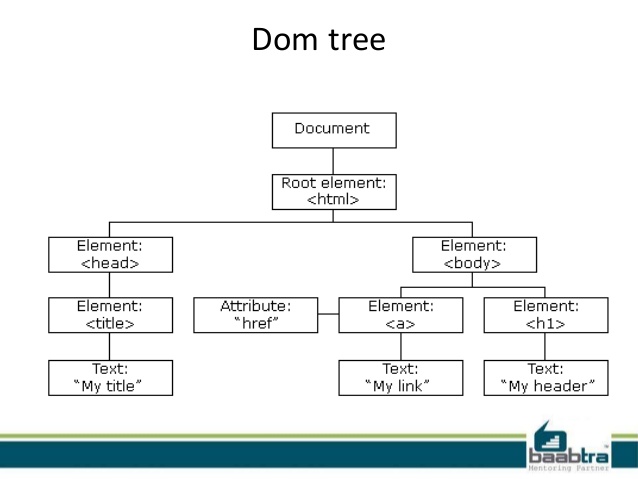 Dom tree
Document
Root element:
<html>
Element:
<head>
Element:
<body>
Element:
<title>
Attribute:
“href”
Element:
<a>
Element:
<h1>
Text:
“My title”
Text:
“My link”
Text:
“My header”
baabtra
Mentoring Partner